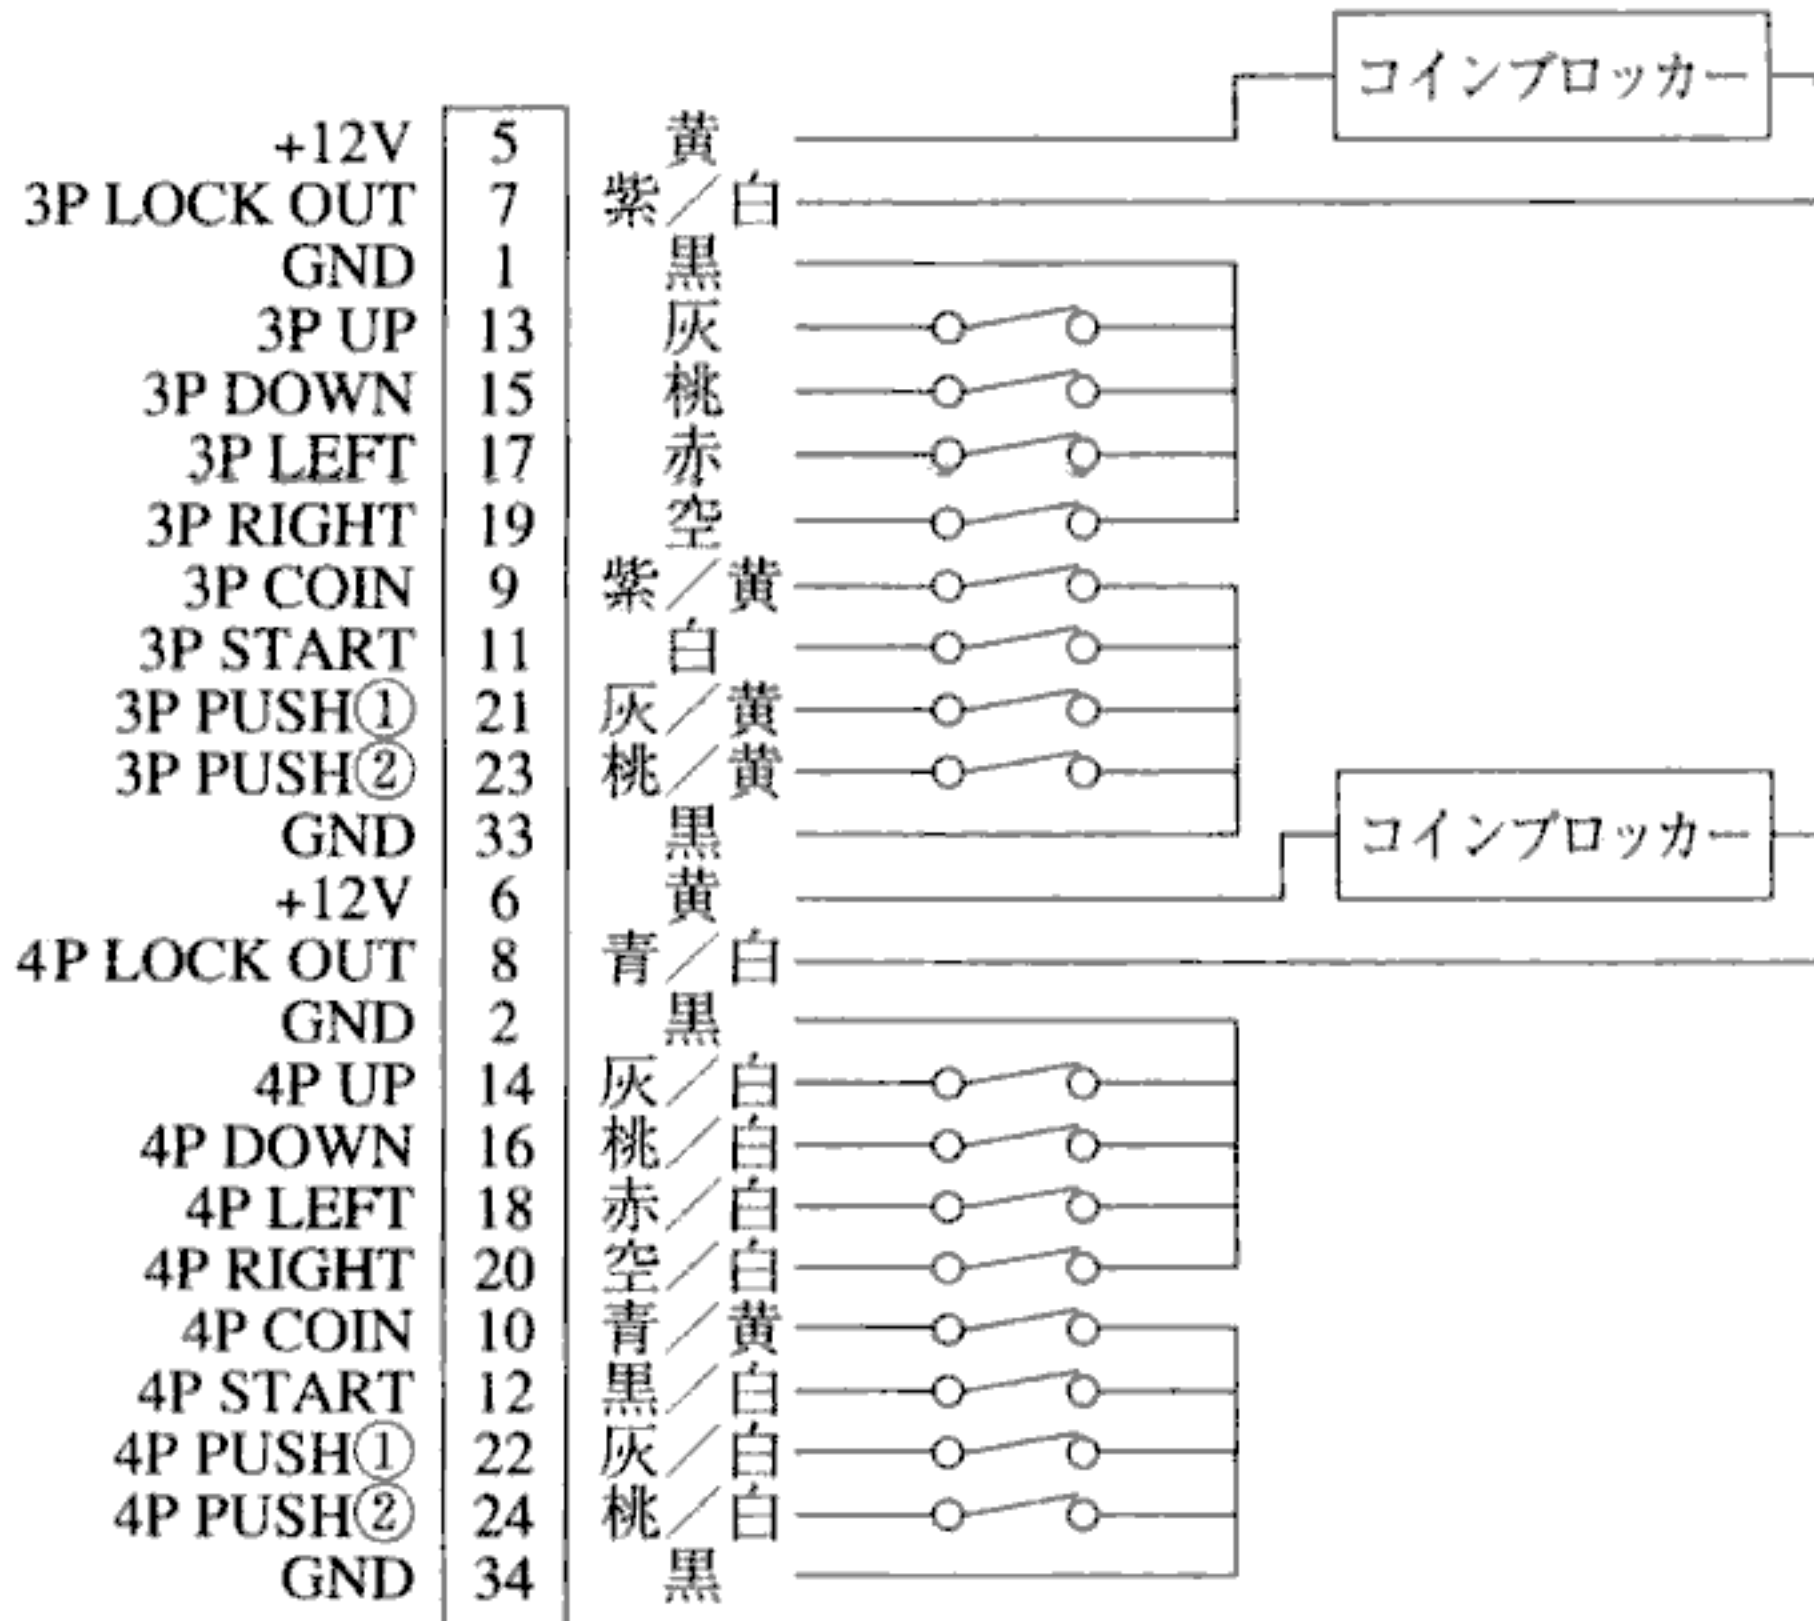 コインブロッカー
+12V 5 黄
3P LOCK OUT 7 紫／白
GND 1 黒
3P UP 13 灰
3P DOWN 15 桃
3P LEFT 17 赤
3P RIGHT 19 空
3P COIN 9 紫／黄
3P START 11 白
3P PUSH① 21 灰／黄
3P PUSH② 23 桃／黄
GND 33 黒
コインブロッカー
+12V 6 黄
4P LOCK OUT 8 青／白
GND 2 黒
4P UP 14 灰／白
4P DOWN 16 桃／白
4P LEFT 18 赤／白
4P RIGHT 20 空／白
4P COIN 10 青／黄
4P START 12 黒／白
4P PUSH① 22 灰／白
4P PUSH② 24 桃／白
GND 34 黒